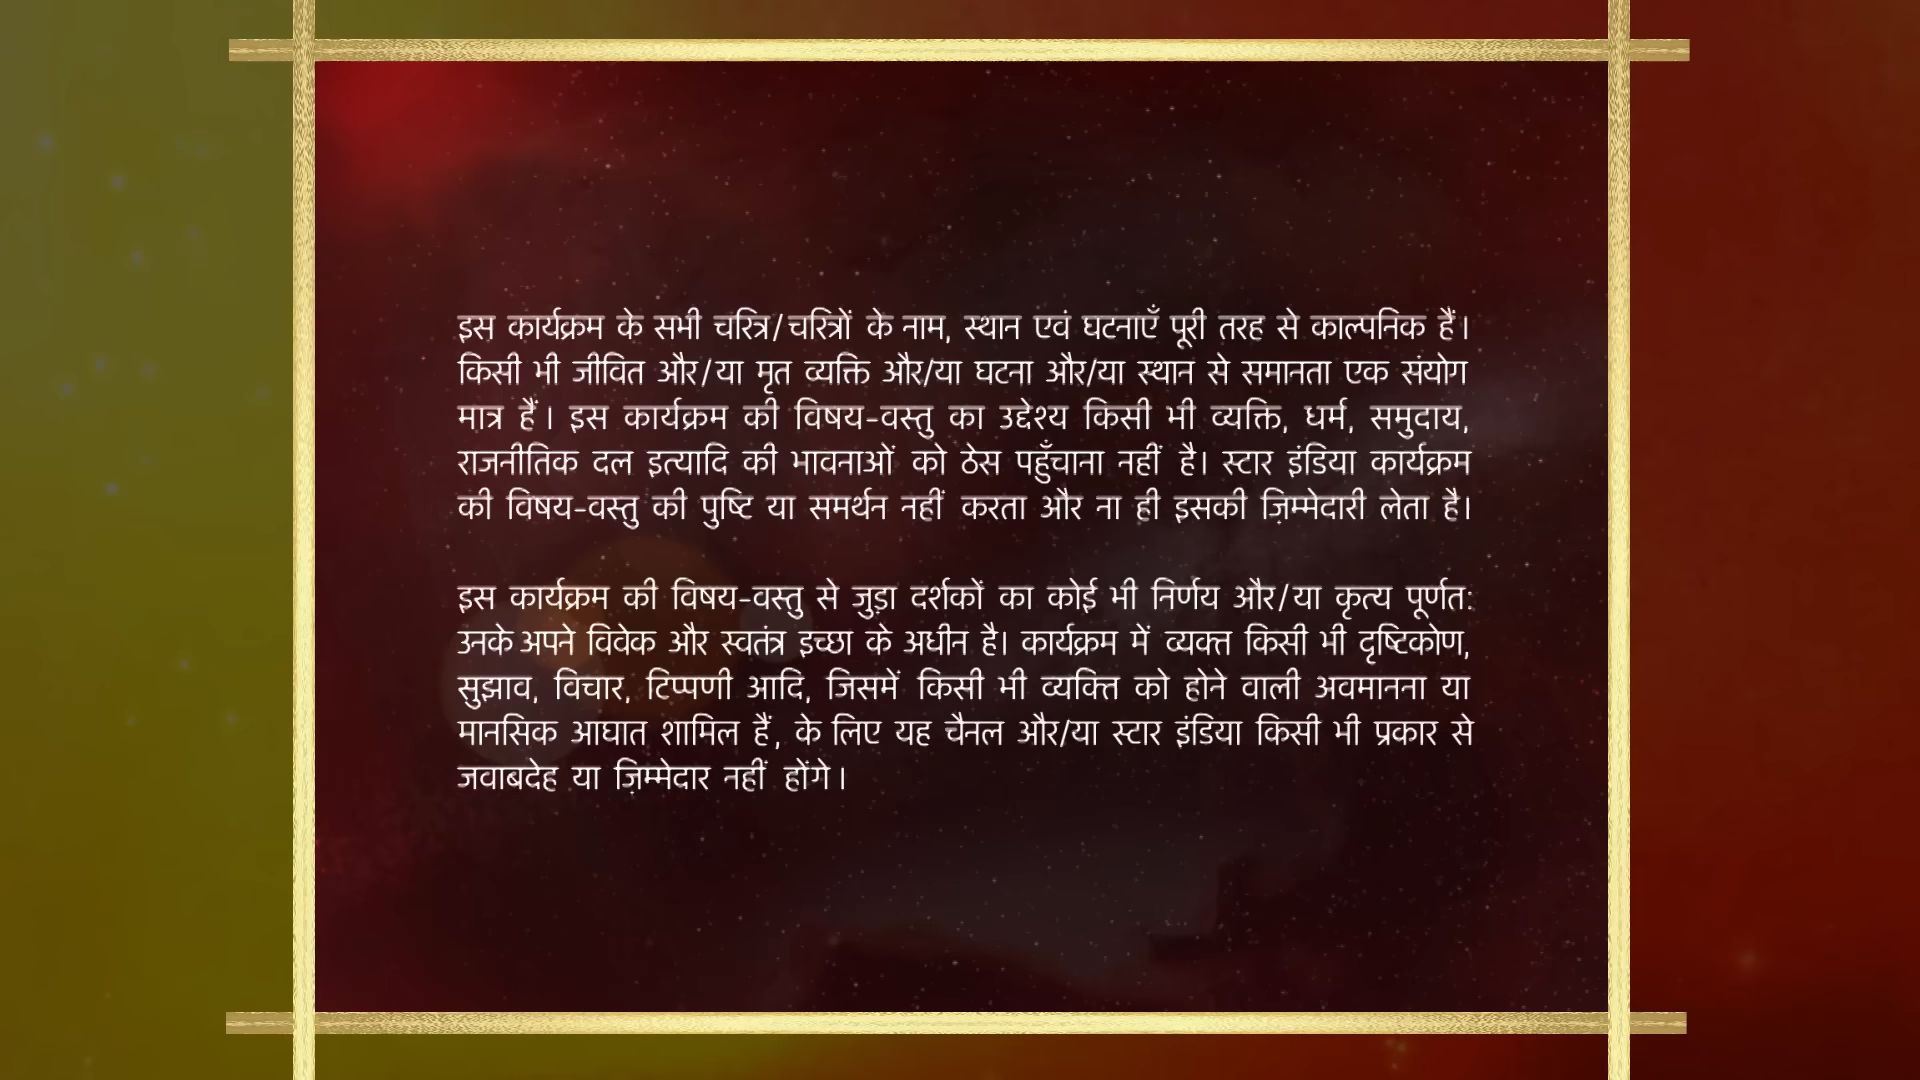 इस कार्यक्रम के सभी चरित्र/चरित्रों के नाम, स्थान एवं घटनाएँ पूरी तरह से काल्पनिक हैं।
किसी भी जीवित और/या मृत व्यक्ति और/या घटना और/या स्थान से समानता एक संयोग
मात्र हैं। इस कार्यक्रम की विषय-वस्तु का उद्देश्य किसी भी व्यक्ति, धर्म, समुदाय,
राजनीतिक दल इत्यादि की भावनाओं को ठेस पहुँचाना नहीं है। स्टार इंडिया कार्यक्रम
की विषय-वस्तु की पुष्टि या समर्थन नहीं करता और ना ही इसकी ज़िम्मेदारी लेता है।
इस कार्यक्रम की विषय-वस्तु से जुड़ा दर्शकों का कोई भी निर्णय और/या कृत्य पूर्णत:
उनके अपने विवेक और स्वतंत्र इच्छा के अधीन है। कार्यक्रम में व्यक्त किसी भी दृष्टिकोण,
सुझाव, विचार, टिप्पणी आदि, जिसमें किसी भी व्यक्ति को होने वाली अवमानना या
मानसिक आघात शामिल हैं, के लिए यह चैनल और/या स्टार इंडिया किसी भी प्रकार से
जवाबदेह या ज़िम्मेदार नहीं होंगे।